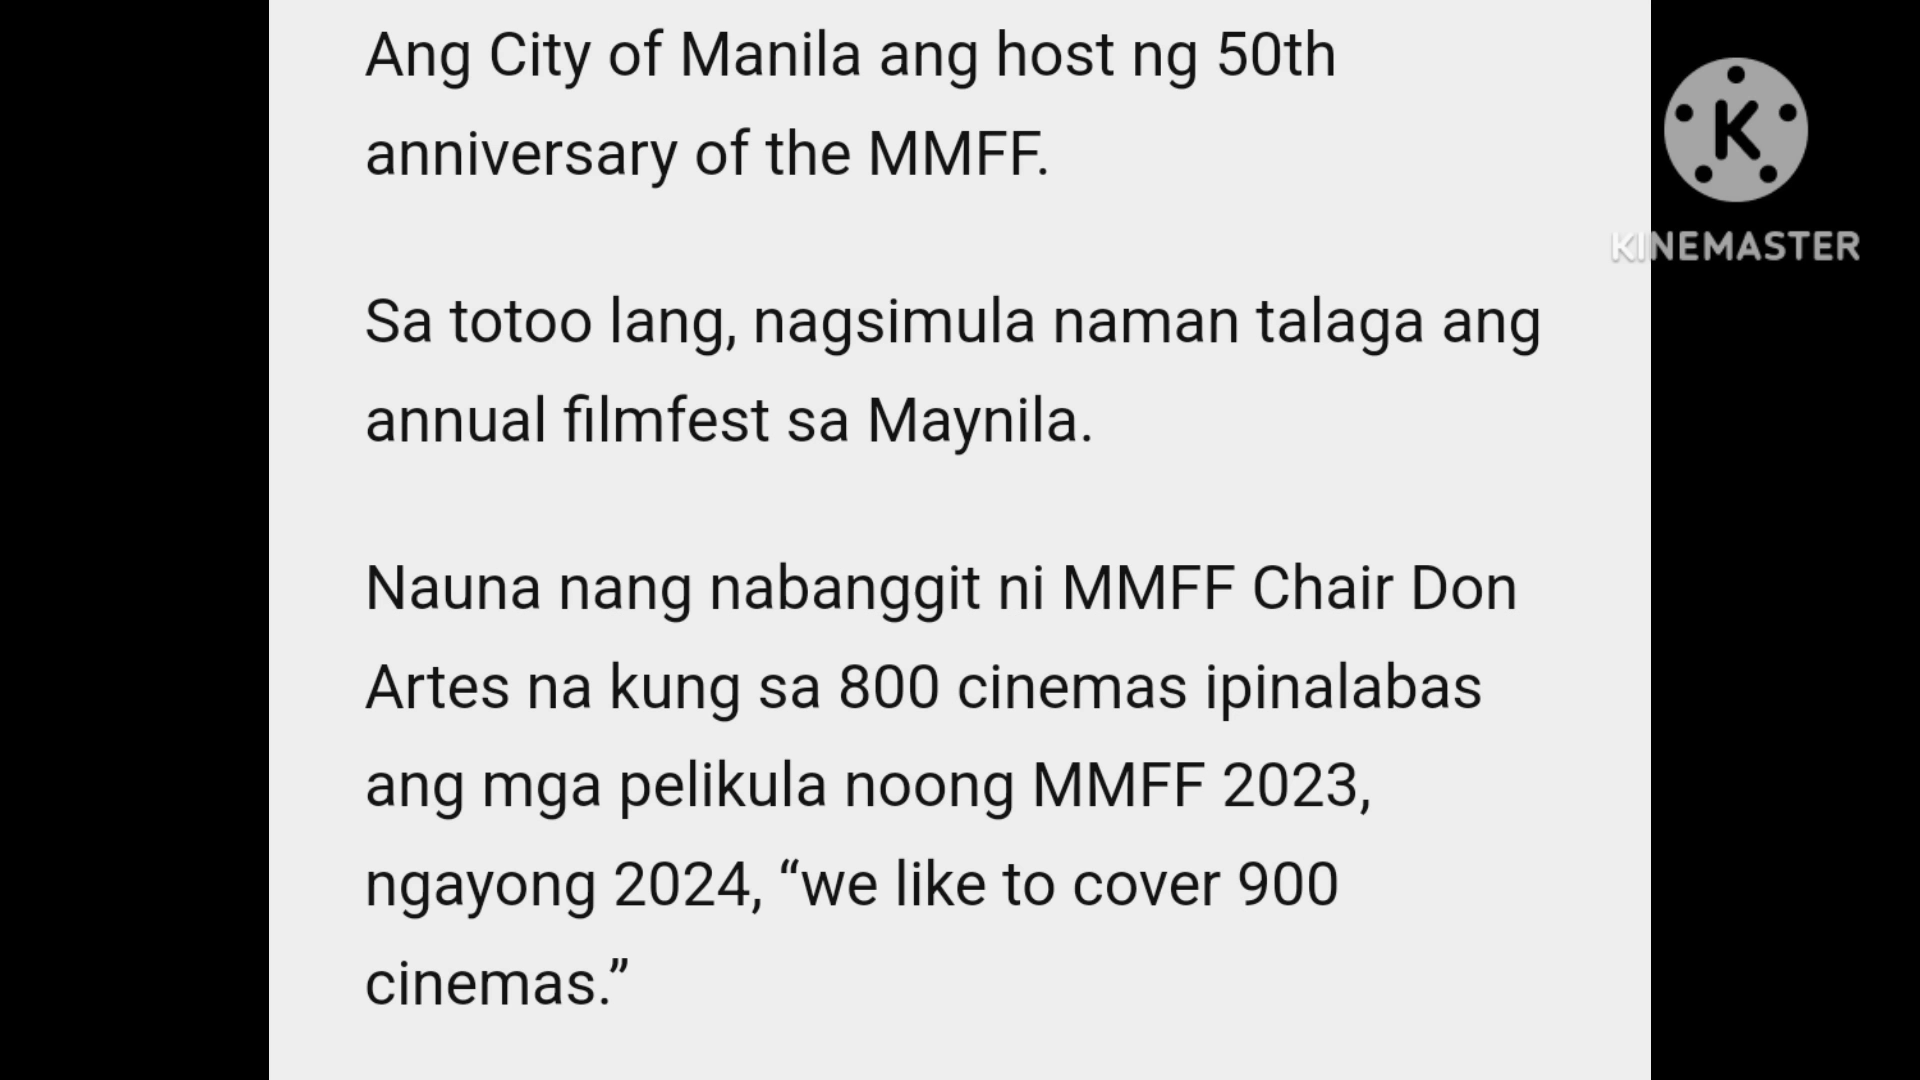 Ang City of Manila ang host ng 50th
anniversary of the MMFF.
Sa totoo lang, nagsimula naman talaga ang
annual filmfest sa Maynila.
Nauna nang nabanggit ni MMFF Chair Don
Artes na kung sa 800 cinemas ipinalabas
ang mga pelikula noong MMFF 2023,
ngayong 2024, “we like to cover 900
cinemas.”
K
KINEMASTER